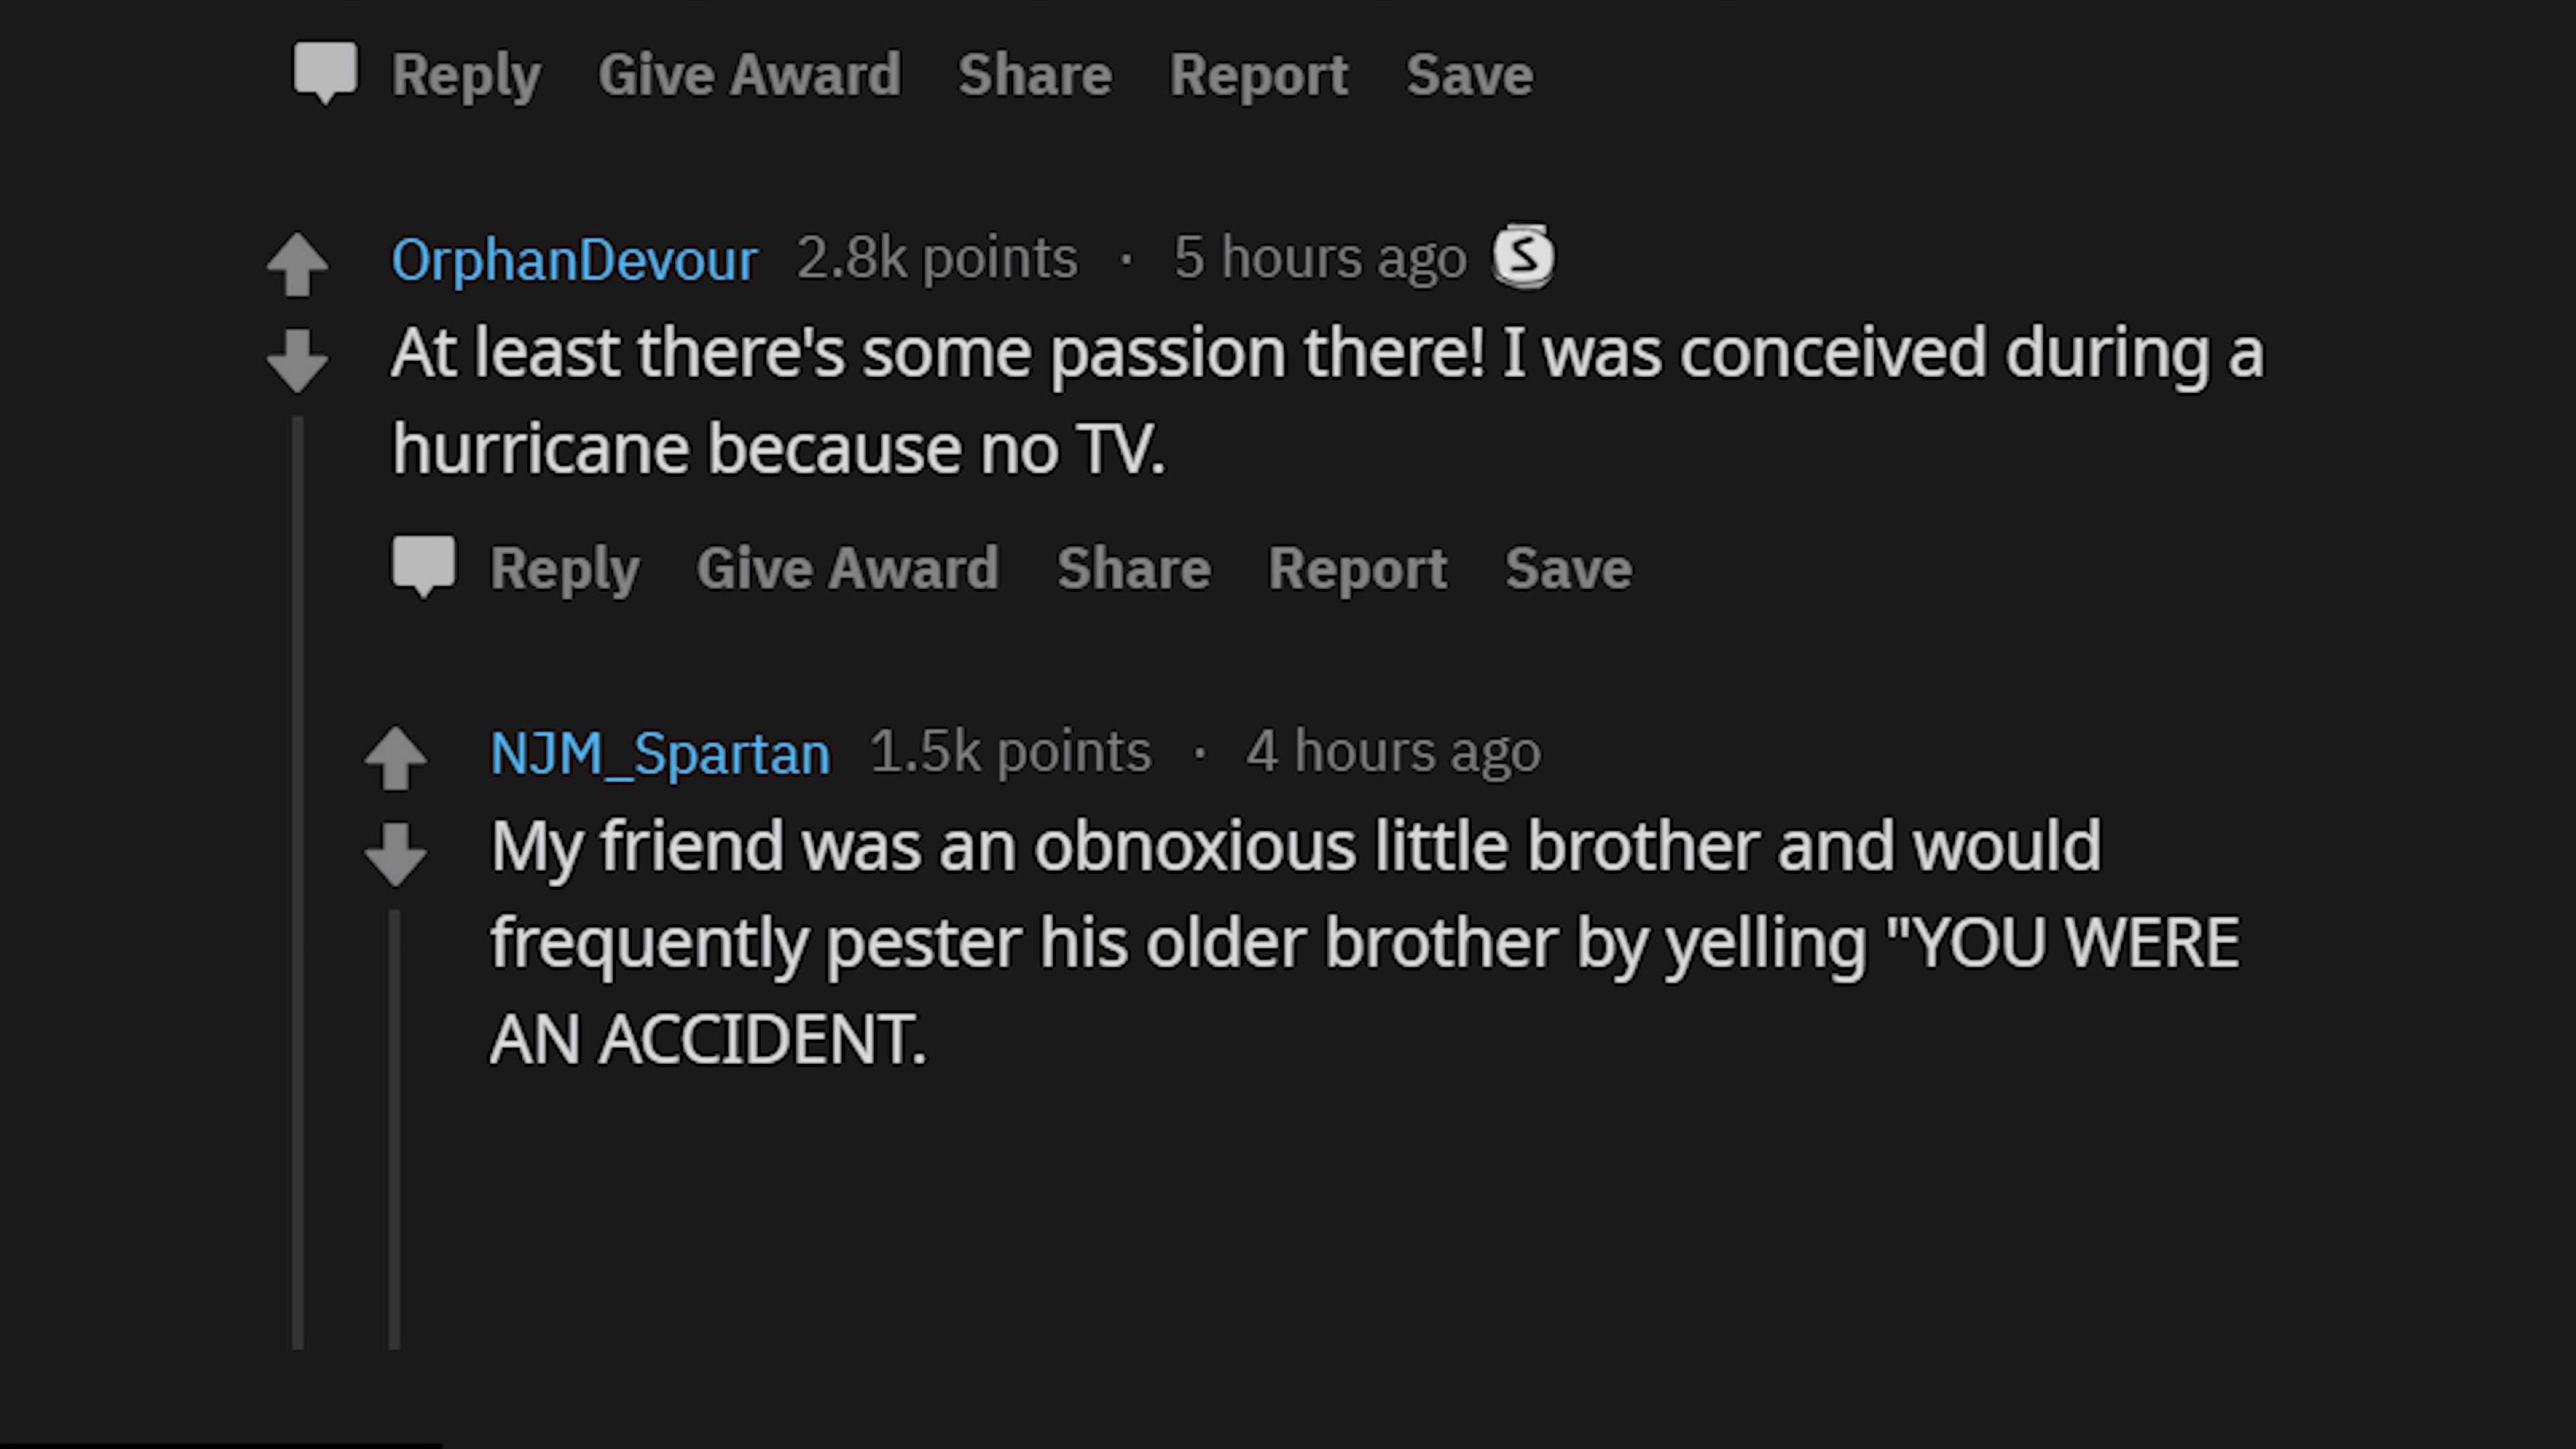 Reply Give Award Share Report Save
OrphanDevour 2.8k points · 5 hours ago S
At least there's some passion there! I was conceived during a
hurricane because no TV.
Reply Give Award Share Report Save
NJM_Spartan 1.5k points · 4 hours ago
My friend was an obnoxious little brother and would
frequently pester his older brother by yelling "YOU WERE
AN ACCIDENT.